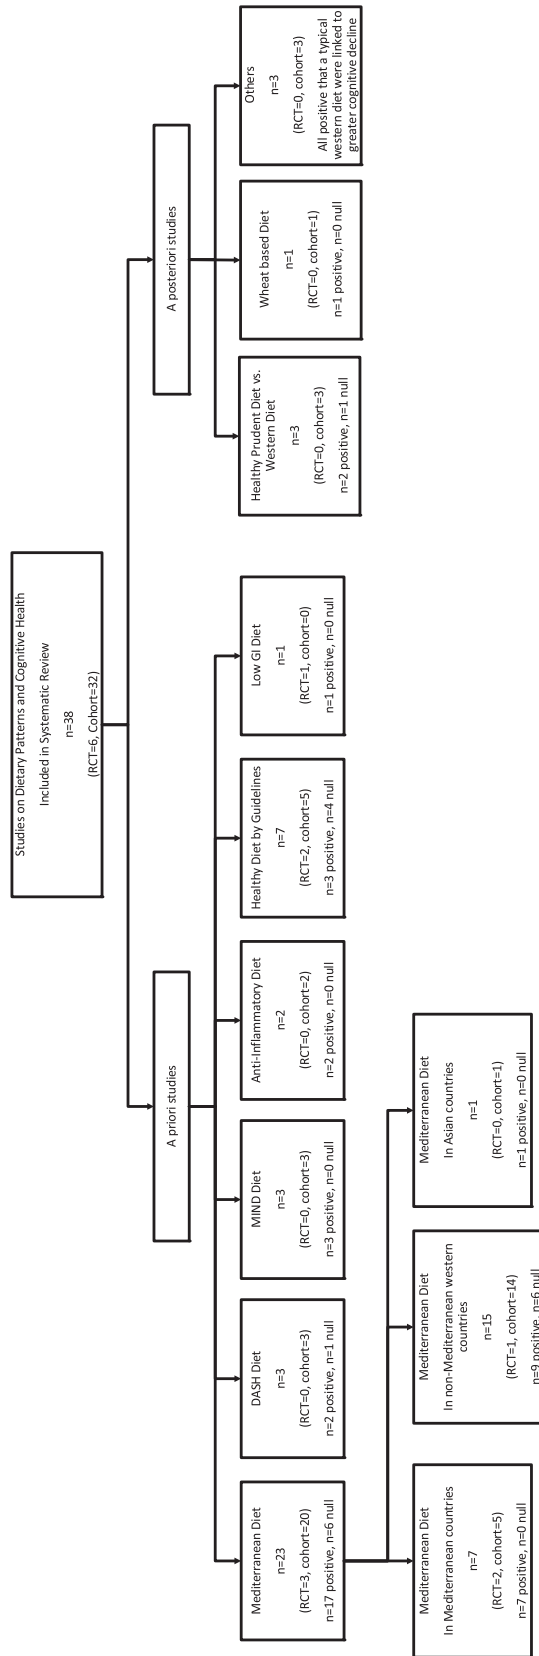 Studies on Dietary Patterns and Cognitive Health
Included in Systematic Review
n=38
(RCT=6, Cohort=32)
A priori studies
A posteriori studies
Mediterranean Diet
n=23
(RCT=3, cohort=20)
n=17 positive, n=6 null
DASH Diet
n=3
(RCT=0, cohort=3)
n=2 positive, n=1 null
MIND Diet
n=3
(RCT=0, cohort=3)
n=3 positive, n=0 null
Anti-Inflammatory Diet
n=2
(RCT=0, cohort=2)
n=2 positive, n=0 null
Healthy Diet by Guidelines
n=7
(RCT=2, cohort=5)
n=3 positive, n=4 null
Low GI Diet
n=1
(RCT=1, cohort=0)
n=1 positive, n=0 null
Healthy Prudent Diet vs.
Western Diet
n=3
(RCT=0, cohort=3)
n=2 positive, n=1 null
Wheat based Diet
n=1
(RCT=0, cohort=1)
n=1 positive, n=0 null
Others
n=3
(RCT=0, cohort=3)
All positive that a typical
western diet were linked to
greater cognitive decline
Mediterranean Diet
In Mediterranean countries
n=7
(RCT=2, cohort=5)
n=7 positive, n=0 null
Mediterranean Diet
In non-Mediterranean western
countries
n=15
(RCT=1, cohort=14)
n=9 positive, n=6 null
Mediterranean Diet
In Asian countries
n=1
(RCT=0, cohort=1)
n=1 positive, n=0 null